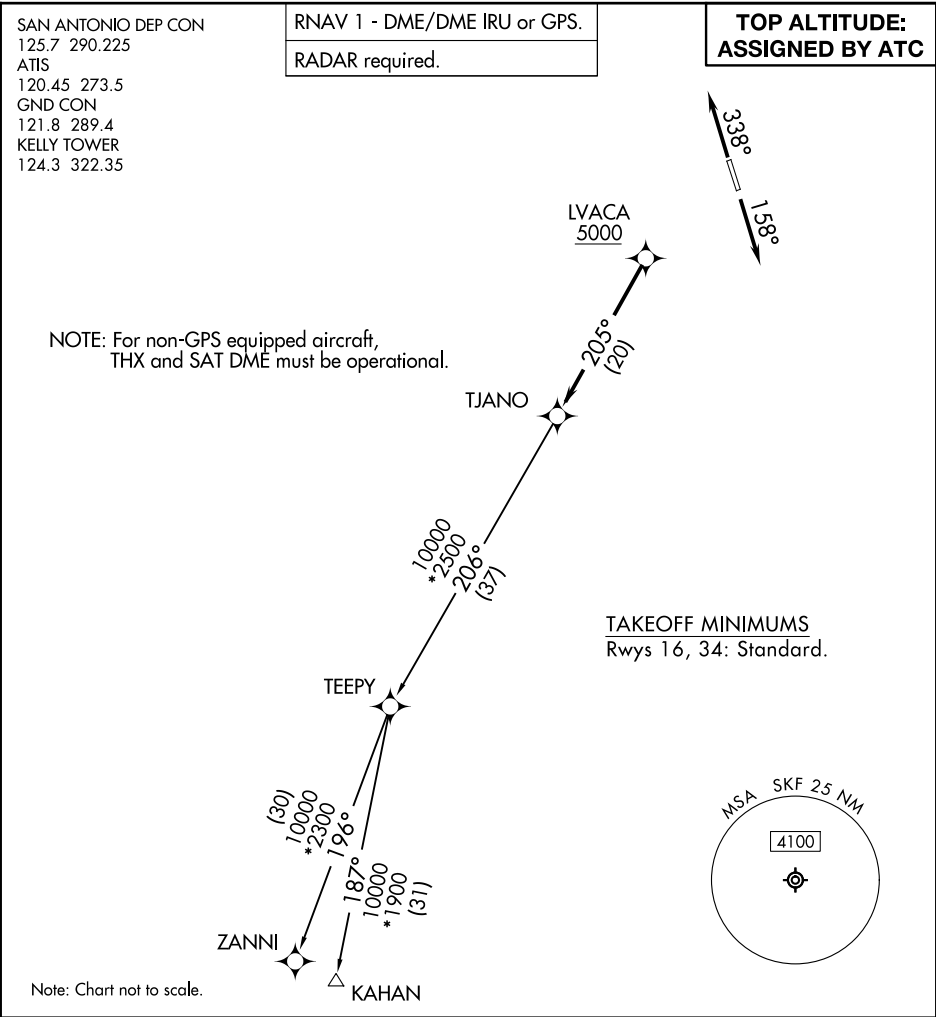 SAN ANTONIO DEP CON
125.7 290.225
ATIS
120.45 273.5
GND CON
121.8 289.4
KELLY TOWER
124.3 322.35
RNAV 1 - DME/DME IRU or GPS.
RADAR required.
TOP ALTITUDE:
ASSIGNED BY ATC
338°
158°
LVACA
5000
205°
(20)
NOTE: For non-GPS equipped aircraft,
THX and SAT DME must be operational.
TJANO
10000
*2500
206°
(37)
TAKEOFF MINIMUMS
Rwys 16, 34: Standard.
TEEPY
(30)
10000
*2300
196°
187°
10000
*1900
(31)
MSA SKF 25 NM
4100
ZANNI
KAHAN
Note: Chart not to scale.